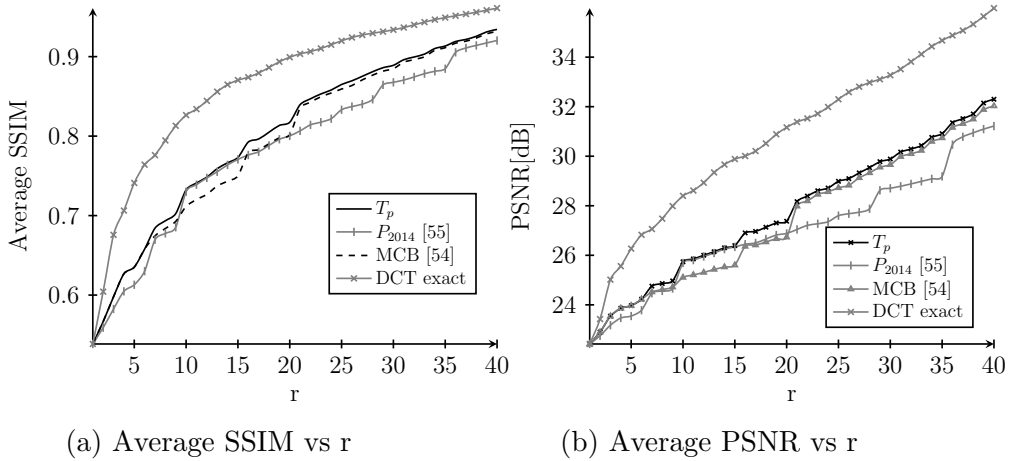 Average SSIM
0.9
0.8
0.7
0.6
5 10 15 20 25 30 35 40
r
T_p
P_2014 [55]
MCB [54]
DCT exact
(a) Average SSIM vs r
PSNR[dB]
34
32
30
28
26
24
5 10 15 20 25 30 35 40
r
T_p
P_2014 [55]
MCB [54]
DCT exact
(b) Average PSNR vs r